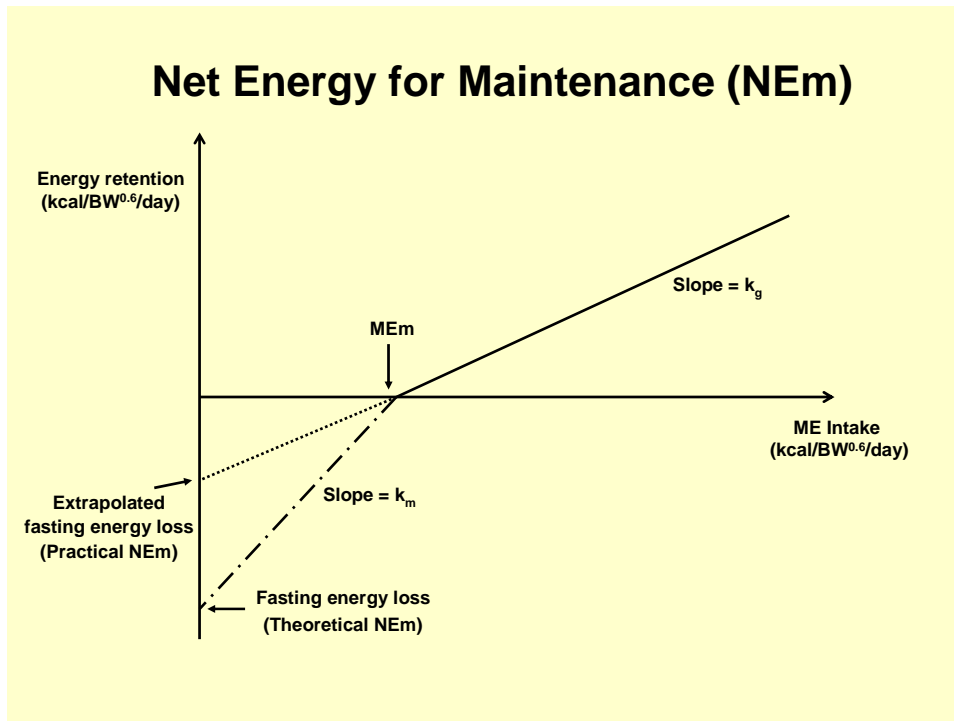 Net Energy for Maintenance (NEm)
Energy retention
(kcal/BW0.6/day)
Slope = kg
MEm
ME Intake
(kcal/BW0.6/day)
Slope = km
Extrapolated
fasting energy loss
(Practical NEm)
Fasting energy loss
(Theoretical NEm)